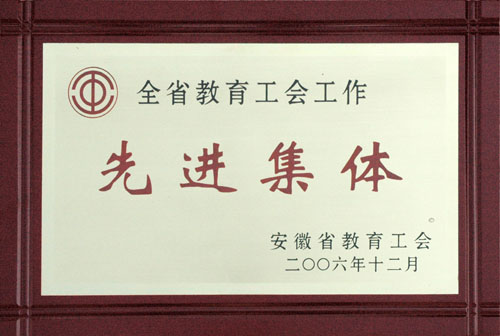 全省教育工会工作
先进集体
安徽省教育工会
二〇〇六年十二月